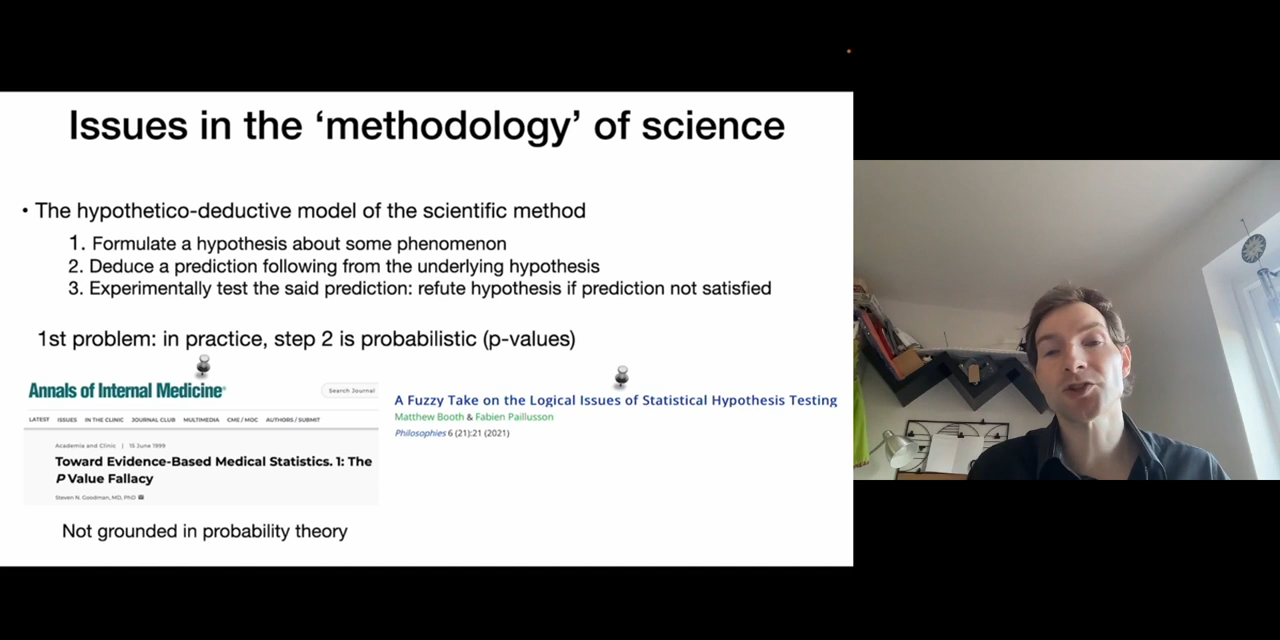 Issues in the ‘methodology’ of science
• The hypothetico-deductive model of the scientific method
1. Formulate a hypothesis about some phenomenon
2. Deduce a prediction following from the underlying hypothesis
3. Experimentally test the said prediction: refute hypothesis if prediction not satisfied
1st problem: in practice, step 2 is probabilistic (p-values)
Annals of Internal Medicine®
Search Journal
LATEST ISSUES IN THE CLINIC JOURNAL CLUB MULTIMEDIA CME / MOC AUTHORS / SUBMIT
Academia and Clinic | 15 June 1999
Toward Evidence-Based Medical Statistics. 1: The
P Value Fallacy
Steven N. Goodman, MD, PhD
A Fuzzy Take on the Logical Issues of Statistical Hypothesis Testing
Matthew Booth & Fabien Paillusson
Philosophies 6 (21):21 (2021)
Not grounded in probability theory